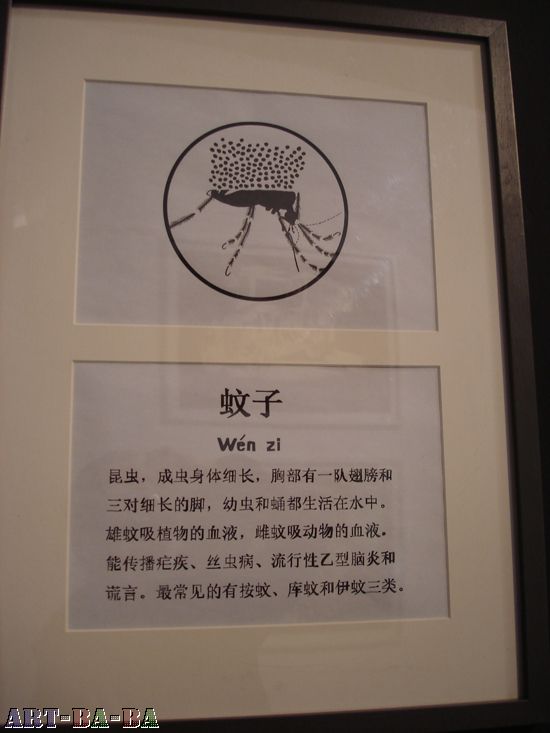 蚊子
Wén zi
昆虫，成虫身体细长，胸部有一队翅膀和
三对细长的脚，幼虫和蛹都生活在水中。
雄蚊吸植物的血液，雌蚊吸动物的血液。
能传播疟疾、丝虫病、流行性乙型脑炎和
谎言。最常见的有按蚊、库蚊和伊蚊三类。
ART-BA-BA